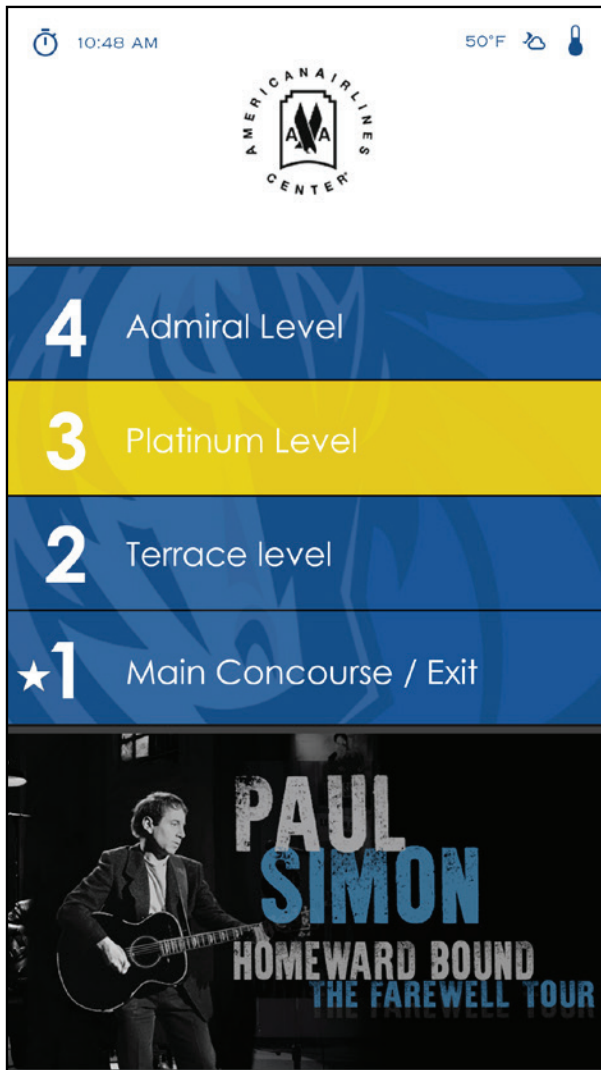 10:48 AM
50°F
AMERICAN AIRLINES
AA
CENTER®
4 Admiral Level
3 Platinum Level
2 Terrace level
★1 Main Concourse / Exit
PAUL
SIMON
HOMEWARD BOUND
THE FAREWELL TOUR